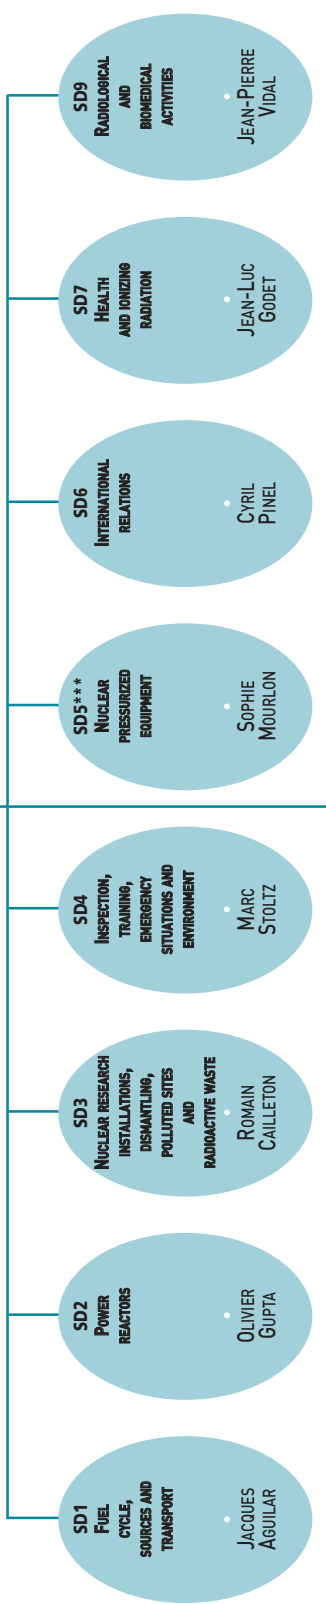 SD1
FUEL
CYCLE,
SOURCES AND
TRANSPORT
JACQUES
AGUILAR
SD2
POWER
REACTORS
OLIVIER
GUPTA
SD3
NUCLEAR RESEARCH
INSTALLATIONS,
DISMANTLING,
POLLUTED SITES
AND
RADIOACTIVE WASTE
ROMAIN
CAILLETON
SD4
INSPECTION,
TRAINING,
EMERGENCY
SITUATIONS AND
ENVIRONMENT
MARC
STOLTZ
SD5***
NUCLEAR
PRESSURIZED
EQUIPMENT
SOPHIE
MOURLON
SD6
INTERNATIONAL
RELATIONS
CYRIL
PINEL
SD7
HEALTH
AND IONIZING
RADIATION
JEAN-LUC
GODET
SD9
RADIOLOGICAL
AND
BIOMEDICAL
ACTIVITIES
JEAN-PIERRE
VIDAL